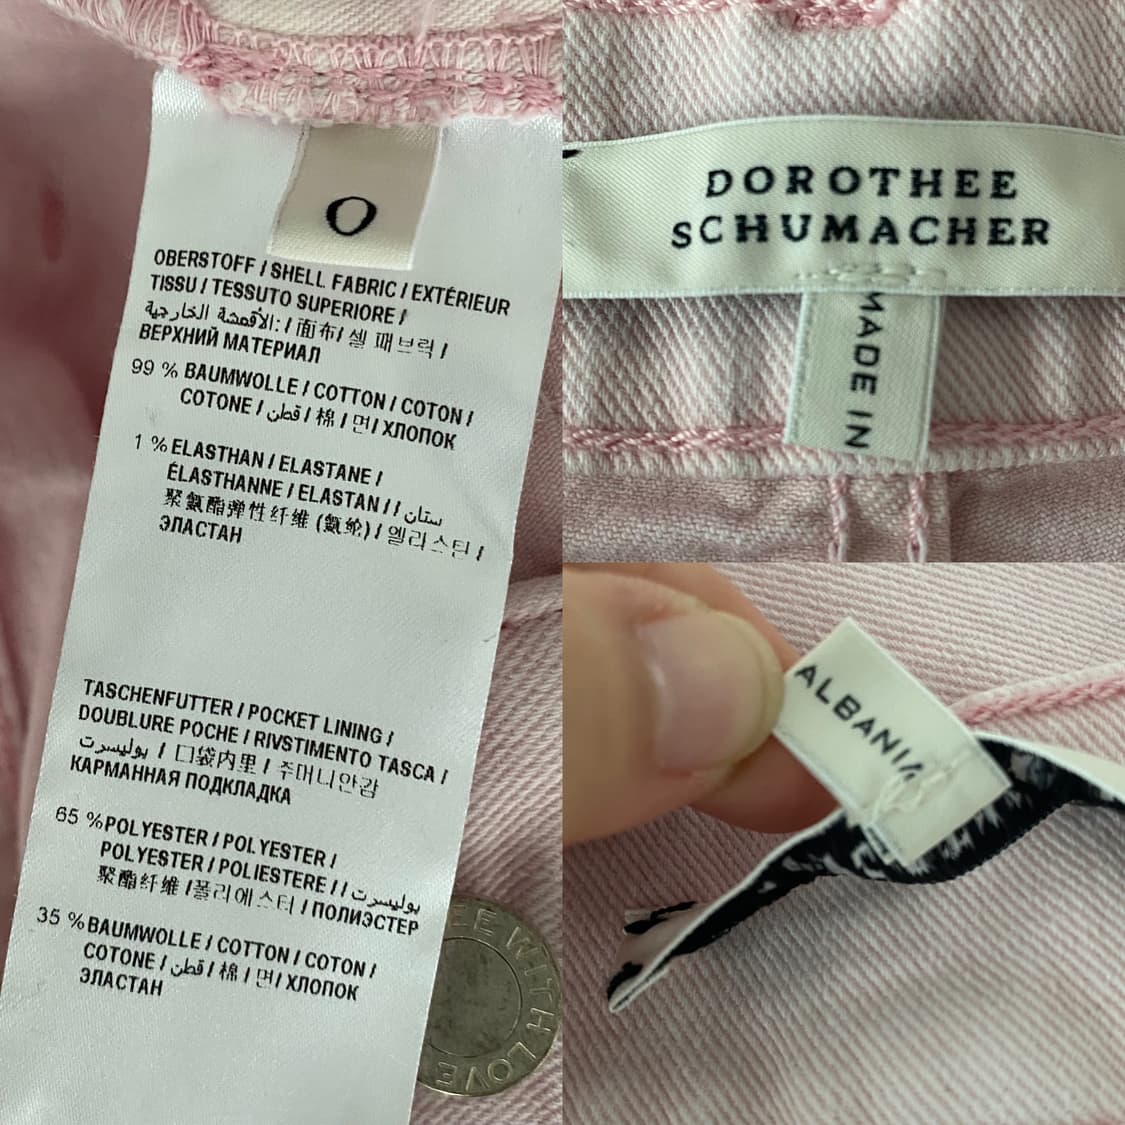 O
OBERSTOFF / SHELL FABRIC / EXTÉRIEUR
TISSU / TESSUTO SUPERIORE /
الأقمشة الخارجية: / 面布 / 셸 패브릭 /
ВЕРХНИЙ МАТЕРИАЛ
99 % BAUMWOLLE / COTTON / COTON /
COTONE / قطن / 棉 / 면 / ХЛОПОК
1 % ELASTHAN / ELASTANE /
ÉLASTHANNE / ELASTAN / / ستان
聚氨酯弹性纤维 (氨纶) / 엘라스틴 /
ЭЛАСТАН
TASCHENFUTTER / POCKET LINING /
DOUBLURE POCHE / RIVSTIMENTO TASCA /
بوليسرت / 口袋内里 / 주머니안감
КАРМАННАЯ ПОДКЛАДКА
65 % POLYESTER / POLYESTER /
POLYESTER / POLIESTERE / / بوليسرت
聚酯纤维 / 폴리에스터 / ПОЛИЭСТЕР
35 % BAUMWOLLE / COTTON / COTON /
COTONE / قطن / 棉 / 면 / ХЛОПОК
ЭЛАСТАН
WITH LOVE
DOROTHEE
SCHUMACHER
MADE IN
ALBANIA